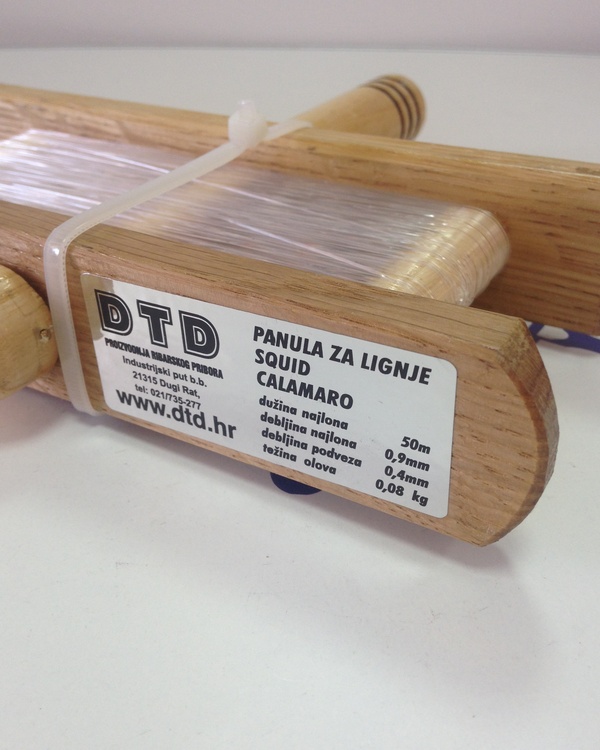 DTD
PROIZVODNJA RIBARSKOG PRIBORA
Industrijski put b.b.
21315 Dugi Rat,
tel: 021/735-277
www.dtd.hr
PANULA ZA LIGNJE
SQUID
CALAMARO
dužina najlona 50m
debljina najlona 0,9mm
debljina podveza 0,4mm
težina olova 0,08 kg